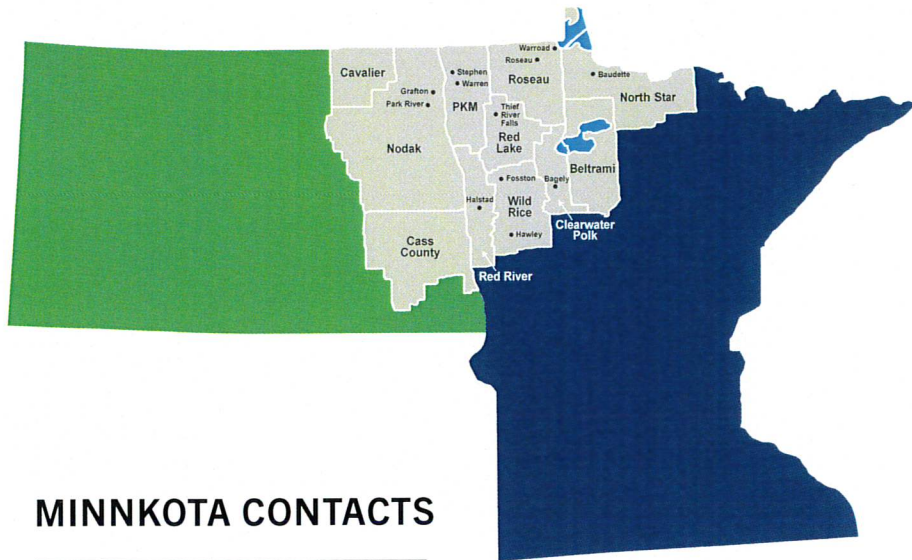 Warroad
Roseau
Roseau
Cavalier
Stephen
Warren
Baudette
North Star
Grafton
Park River
PKM
Thief
River
Falls
Red
Lake
Nodak
Beltrami
Fosston
Bagely
Halstad
Wild
Rice
Clearwater
Polk
Hawley
Cass
County
Red River
MINNKOTA CONTACTS